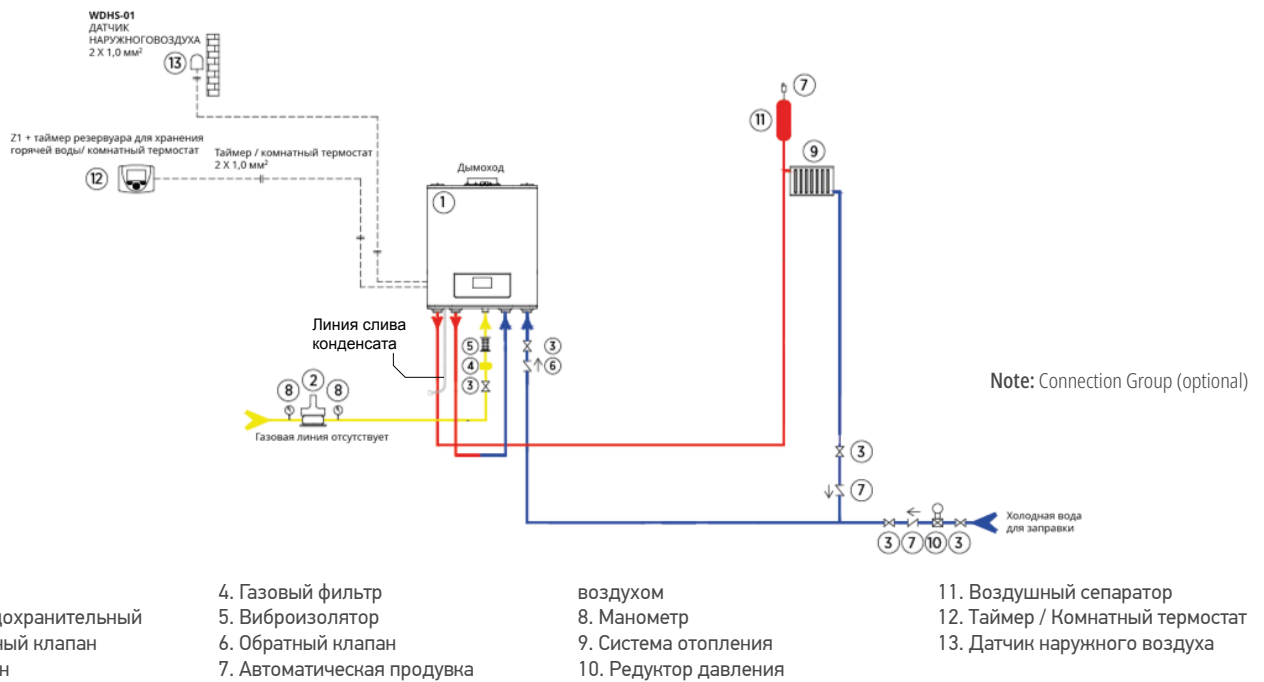 WDHS-01
ДАТЧИК
НАРУЖНОГОВОЗДУХА
2 X 1,0 мм²
13
Z1 + таймер резервуара для хранения
горячей воды/ комнатный термостат
12
Таймер / комнатный термостат
2 X 1,0 мм²
Дымоход
1
7
11
9
Линия слива
конденсата
5
3
4
6
3
8
2
8
Газовая линия отсутствует
Note: Connection Group (optional)
3
7
Холодная вода
для заправки
3
7
10
3
дохранительный
ный клапан
н
4. Газовый фильтр
5. Виброизолятор
6. Обратный клапан
7. Автоматическая продувка
воздухом
8. Манометр
9. Система отопления
10. Редуктор давления
11. Воздушный сепаратор
12. Таймер / Комнатный термостат
13. Датчик наружного воздуха